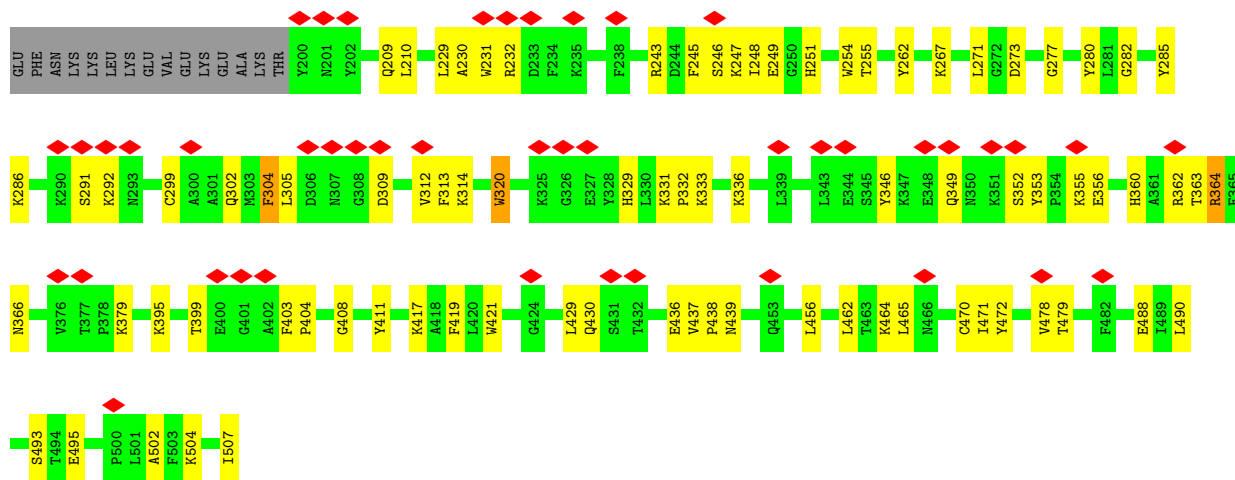 GLU PHE ASN LYS LYS LEU LYS GLU VAL GLU LYS GLU ALA LYS THR Y200 N201 Y202 Q209 L210 L229 A230 W231 R232 D233 F234 K235 F238 R243 D244 F245 S246 K247 I248 E249 G250 H251 W254 T255 Y262 K267 L271 G272 D273 G277 Y280 L281 G282 Y285
K286 K290 S291 K292 N293 C299 A300 A301 Q302 M303 F304 L305 D306 N307 G308 D309 V312 F313 K314 W320 K325 G326 E327 Y328 H329 L330 K331 P332 K333 K336 L339 L343 E344 S345 Y346 K347 E348 Q349 N350 K351 S352 Y353 P354 K355 E356 H360 A361 R362 T363 R364 E365
N366 V376 T377 P378 K379 K395 T399 E400 G401 A402 F403 P404 G408 Y411 K417 A418 F419 L420 W421 G424 L429 Q430 S431 T432 E436 V437 P438 N439 Q453 L456 L462 T463 K464 L465 N466 C470 I471 Y472 V478 T479 F482 E488 I489 L490
S493 T494 E495 P500 L501 A502 F503 K504 I507